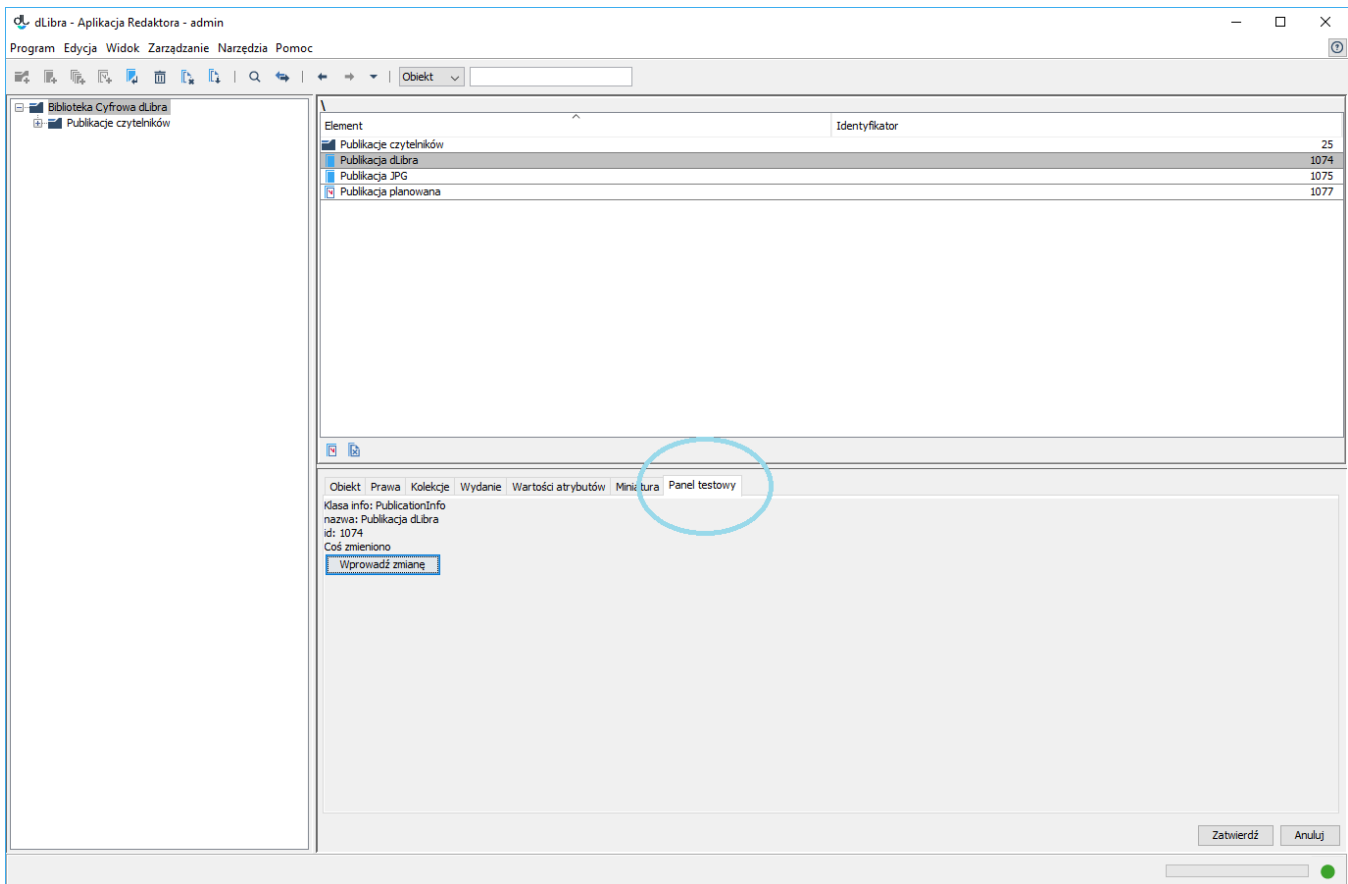 dLibra - Aplikacja Redaktora - admin
Program Edycja Widok Zarządzanie Narzędzia Pomoc
Obiekt
Biblioteka Cyfrowa dLibra
Publikacje czytelników
\
Element Identyfikator
Publikacje czytelników 25
Publikacja dLibra 1074
Publikacja JPG 1075
Publikacja planowana 1077
Obiekt Prawa Kolekcje Wydanie Wartości atrybutów Miniatura Panel testowy
Klasa info: PublicationInfo
nazwa: Publikacja dLibra
id: 1074
Coś zmieniono
Wprowadź zmianę
Zatwierdź Anuluj